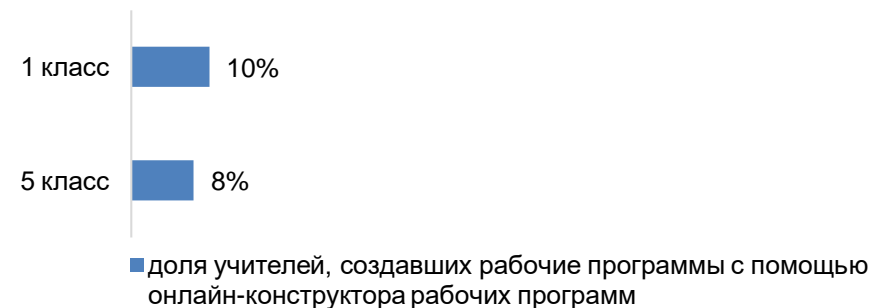 1 класс
10%
5 класс
8%
доля учителей, создавших рабочие программы с помощью
онлайн-конструктора рабочих программ